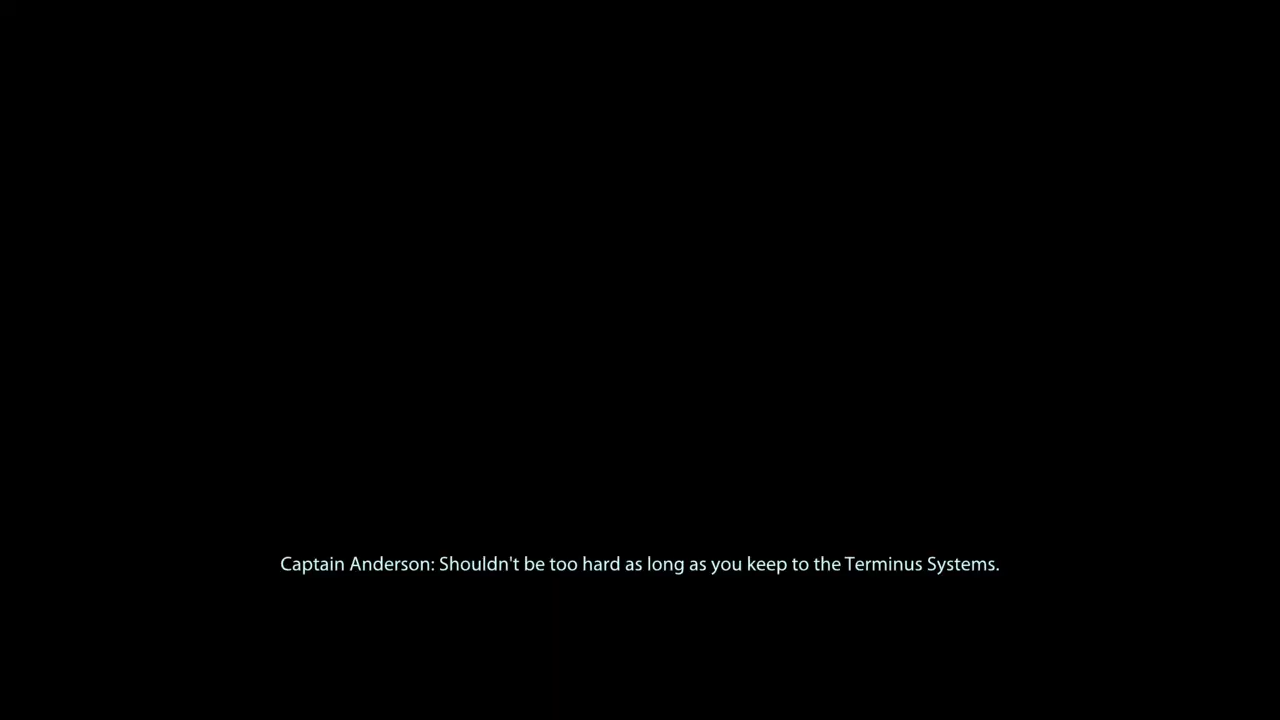 Captain Anderson: Shouldn't be too hard as long as you keep to the Terminus Systems.